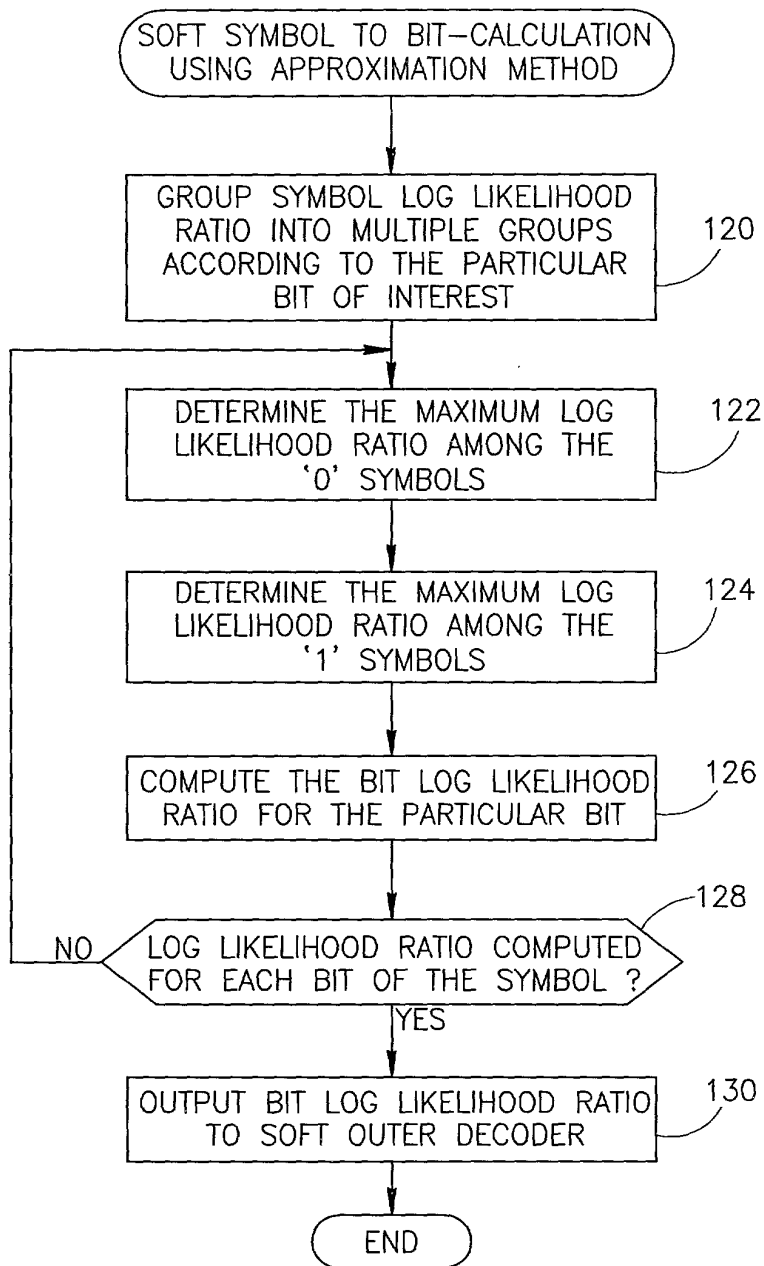 SOFT SYMBOL TO BIT-CALCULATION
USING APPROXIMATION METHOD
GROUP SYMBOL LOG LIKELIHOOD
RATIO INTO MULTIPLE GROUPS
ACCORDING TO THE PARTICULAR
BIT OF INTEREST
120
DETERMINE THE MAXIMUM LOG
LIKELIHOOD RATIO AMONG THE
'0' SYMBOLS
122
DETERMINE THE MAXIMUM LOG
LIKELIHOOD RATIO AMONG THE
'1' SYMBOLS
124
COMPUTE THE BIT LOG LIKELIHOOD
RATIO FOR THE PARTICULAR BIT
126
128
NO
LOG LIKELIHOOD RATIO COMPUTED
FOR EACH BIT OF THE SYMBOL ?
YES
OUTPUT BIT LOG LIKELIHOOD RATIO
TO SOFT OUTER DECODER
130
END